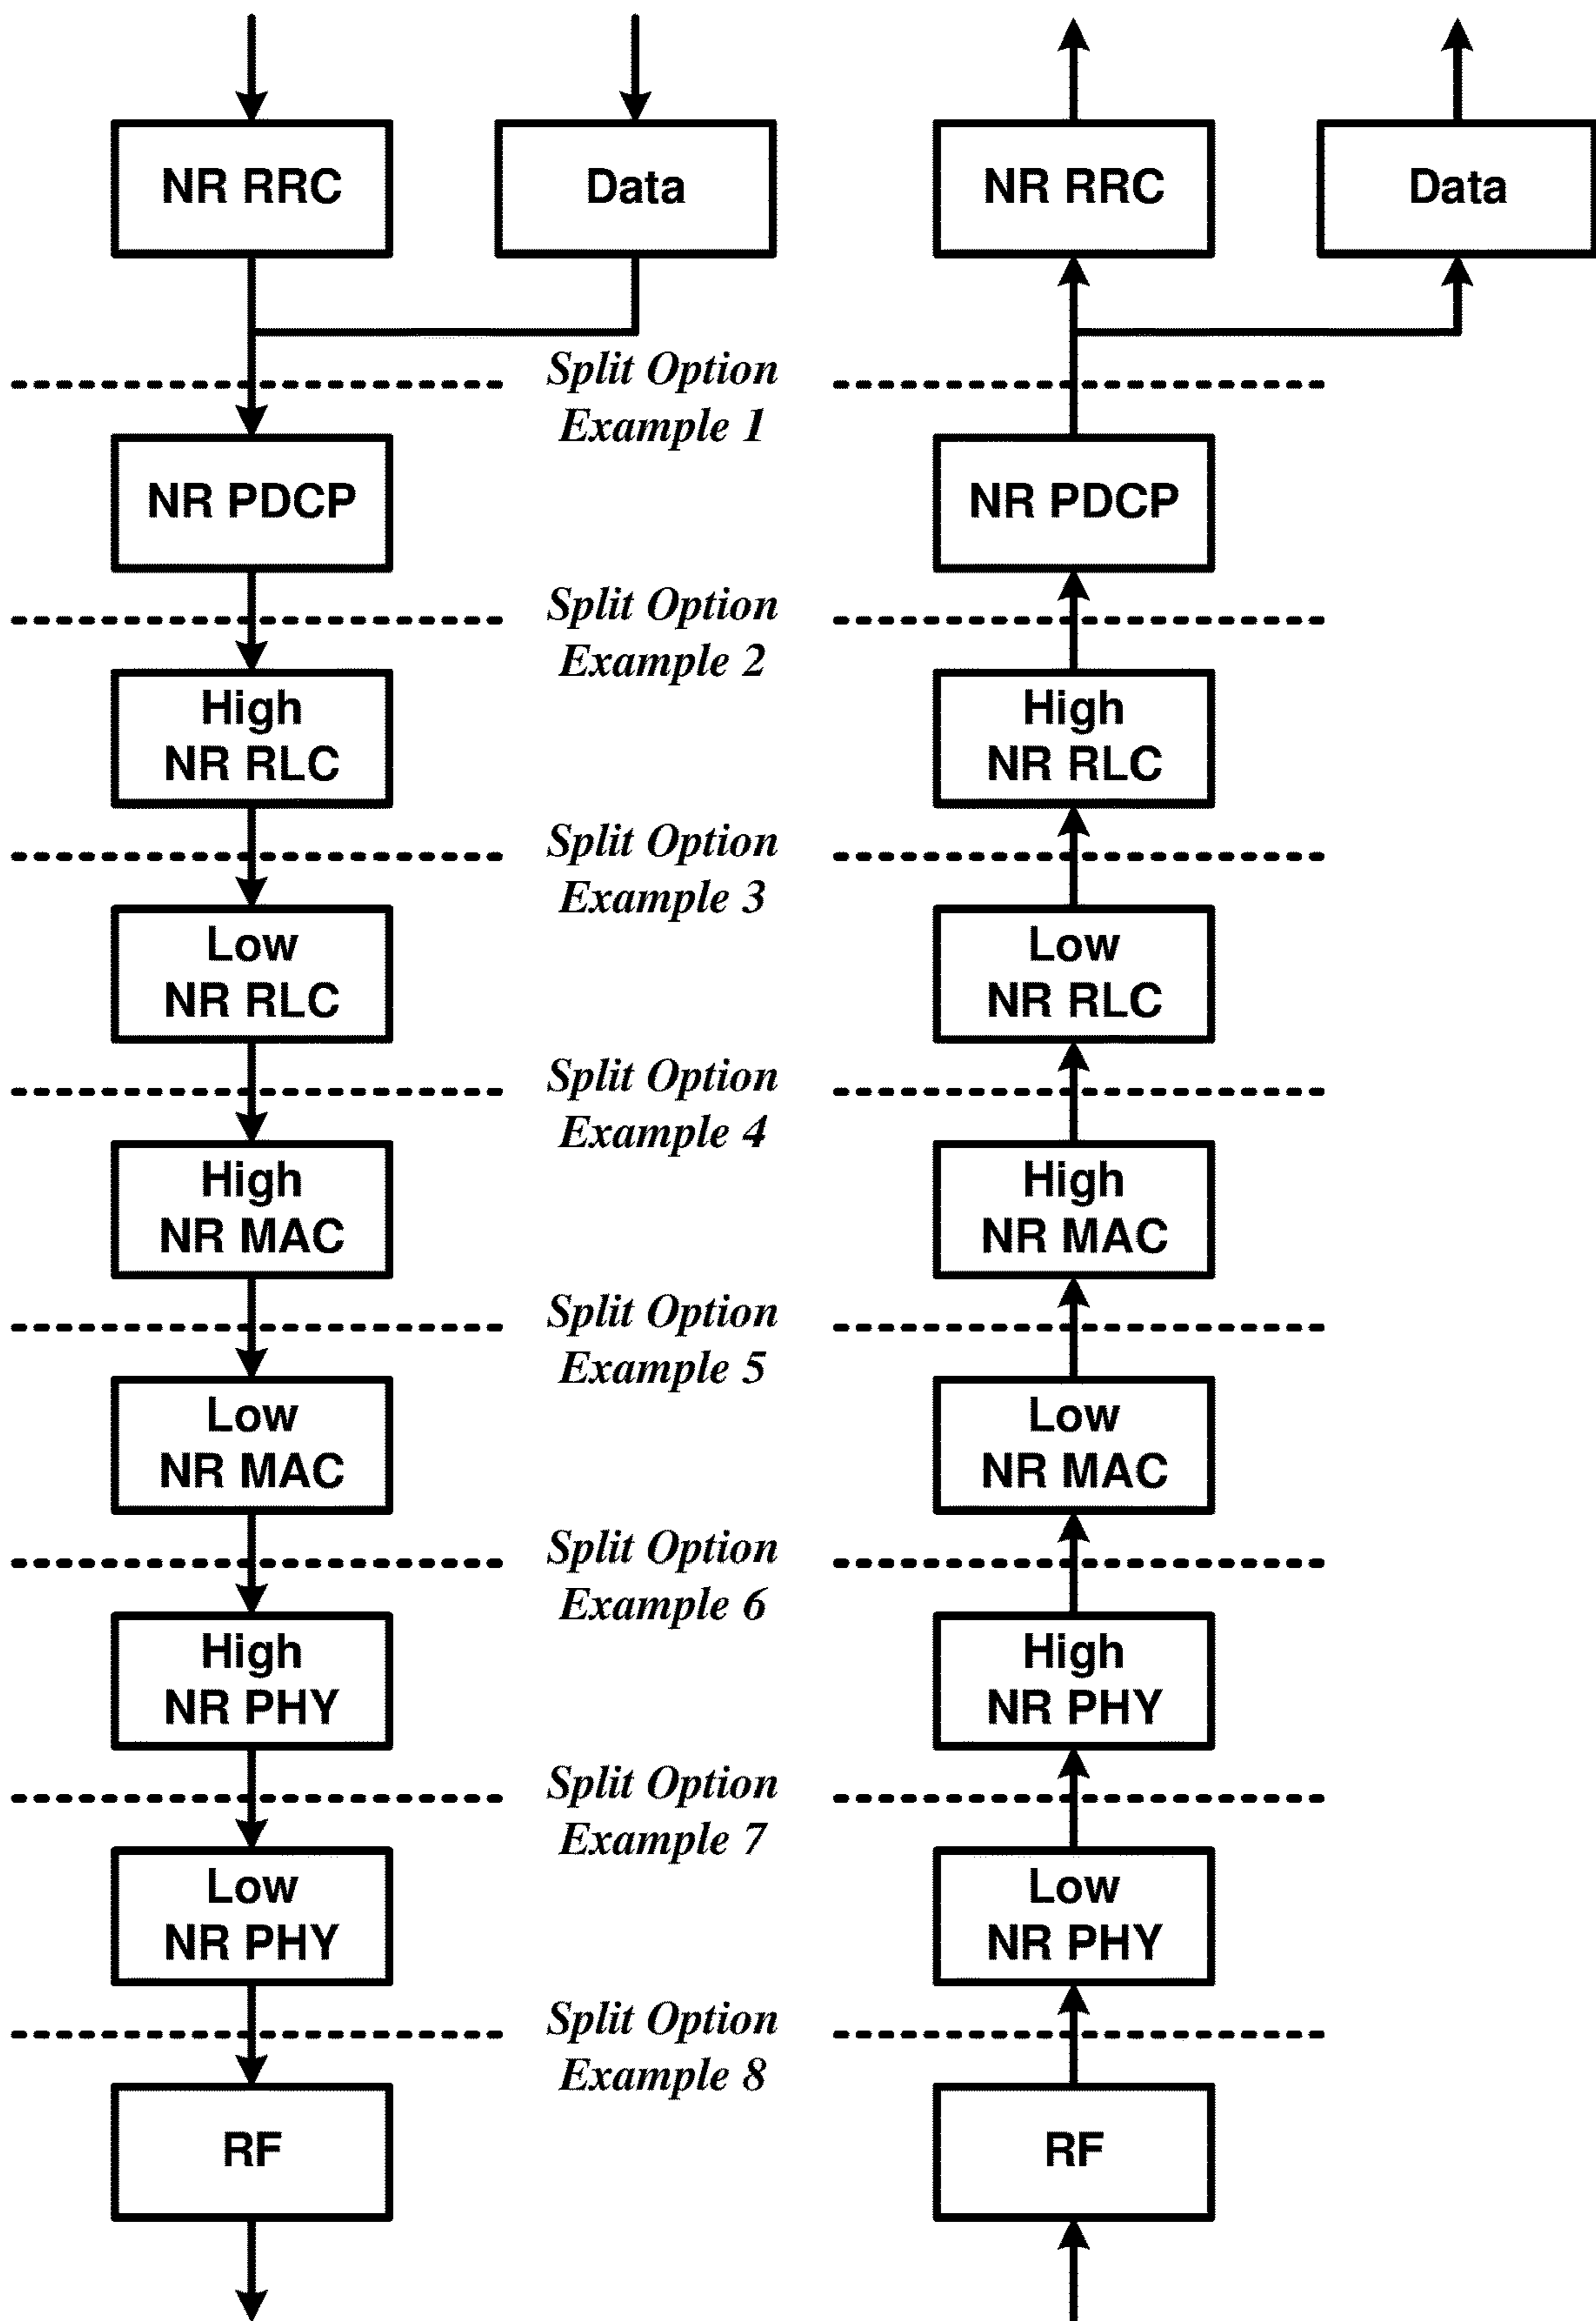 NR RRC
Data
NR RRC
Data
Split Option
Example 1
NR PDCP
NR PDCP
Split Option
Example 2
High
NR RLC
High
NR RLC
Split Option
Example 3
Low
NR RLC
Low
NR RLC
Split Option
Example 4
High
NR MAC
High
NR MAC
Split Option
Example 5
Low
NR MAC
Low
NR MAC
Split Option
Example 6
High
NR PHY
High
NR PHY
Split Option
Example 7
Low
NR PHY
Low
NR PHY
Split Option
Example 8
RF
RF